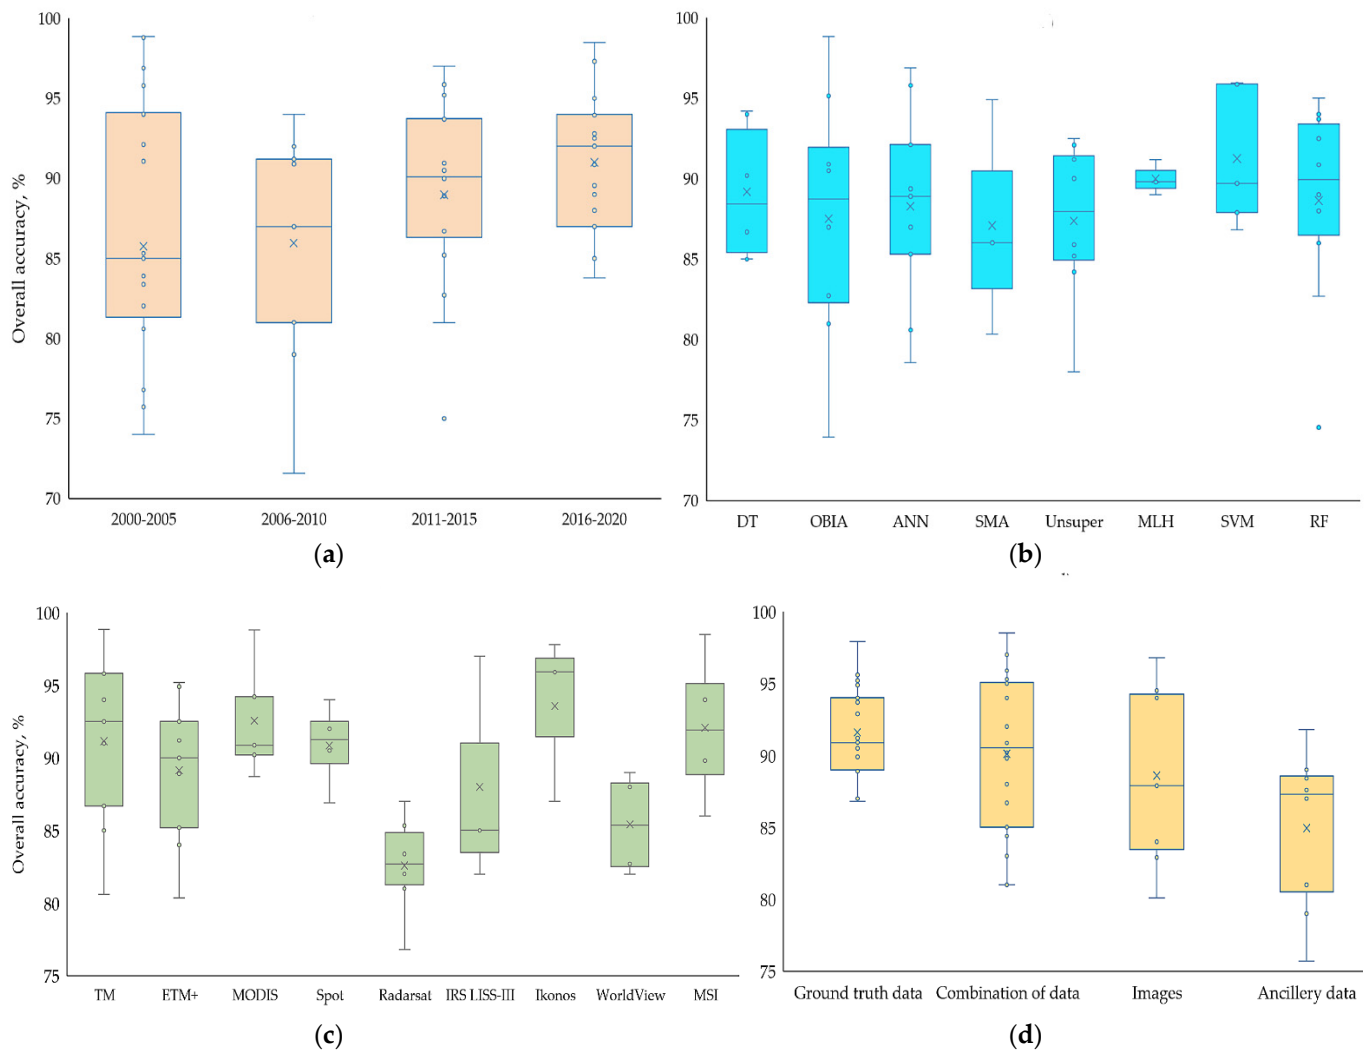 100
95
90
85
80
75
70
Overall accuracy, %
2000-2005 2006-2010 2011-2015 2016-2020
(a)
100
95
90
85
80
75
70
DT OBIA ANN SMA Unsuper MLH SVM RF
(b)
100
95
90
85
80
75
Overall accuracy, %
TM ETM+ MODIS Spot Radarsat IRS LISS-III Ikonos WorldView MSI
(c)
100
95
90
85
80
75
Ground truth data Combination of data Images Ancillery data
(d)